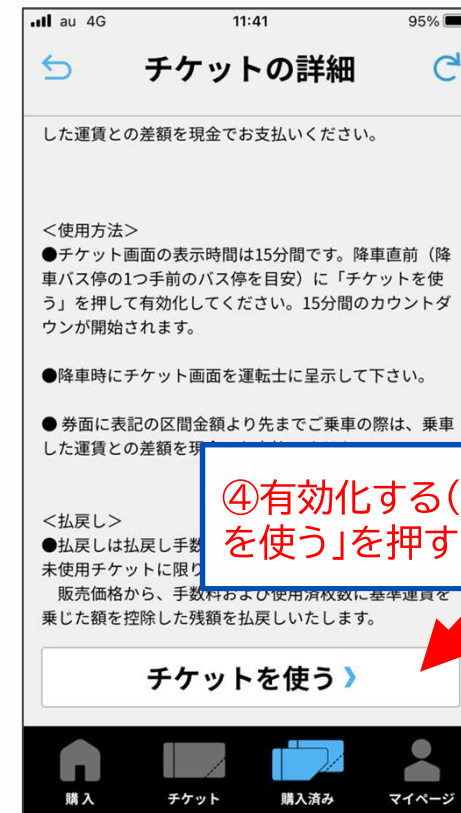 au 4G 11:41 95%
チケットの詳細
した運賃との差額を現金でお支払いください。
<使用方法>
●チケット画面の表示時間は15分間です。降車直前（降
車バス停の1つ手前のバス停を目安）に「チケットを使
う」を押して有効化してください。15分間のカウントダ
ウンが開始されます。
●降車時にチケット画面を運転士に呈示して下さい。
● 券面に表記の区間金額より先までご乗車の際は、乗車
した運賃との差額を現
④有効化する(
を使う」を押す
<払戻し>
●払戻しは払戻し手数
未使用チケットに限り
販売価格から、手数料および使用済枚数に基準運賃を
乗じた額を控除した残額を払戻しいたします。
チケットを使う 》
購入 チケット 購入済み マイページ